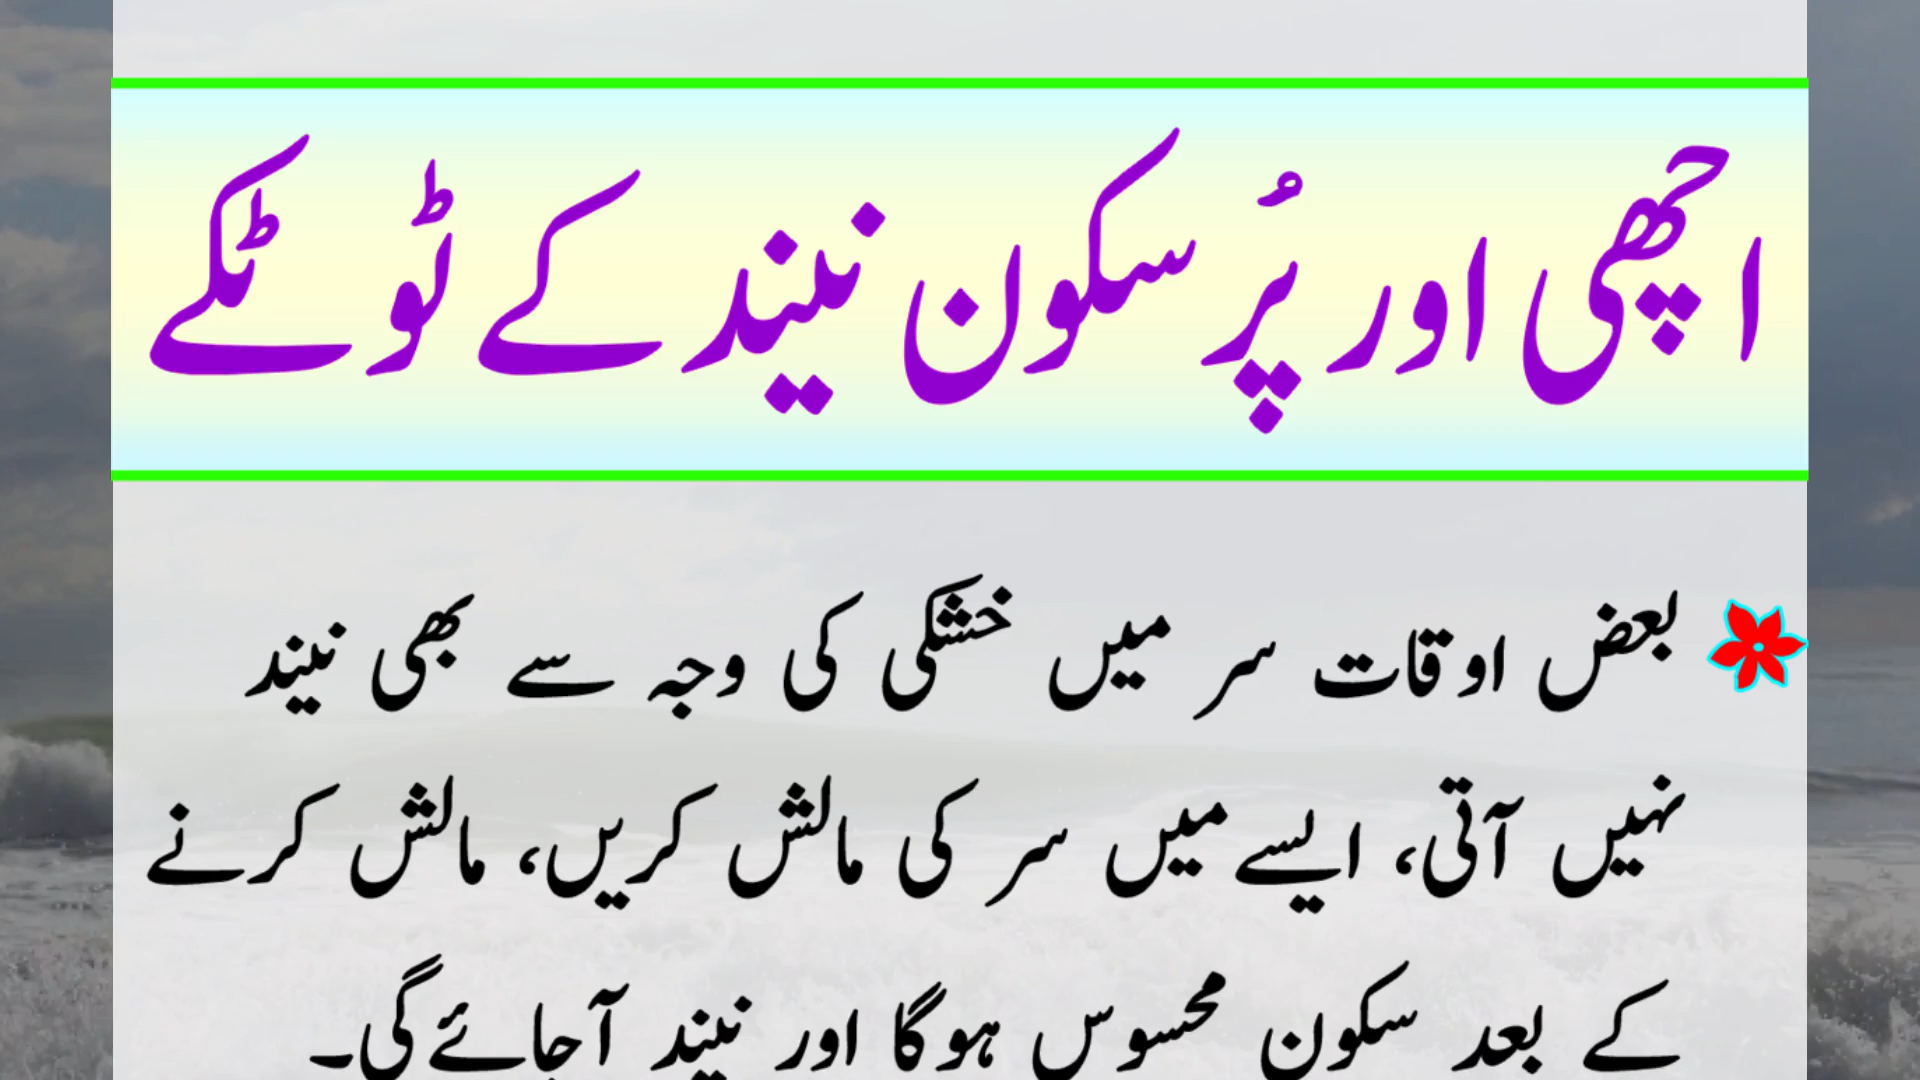 اچھی اور پُرسکون نیند کے ٹوٹکے
بعض اوقات سر میں خشکی کی وجہ سے بھی نیند
نہیں آتی، ایسے میں سر کی مالش کریں، مالش کرنے
کے بعد سکون محسوس ہوگا اور نیند آجائے گی۔